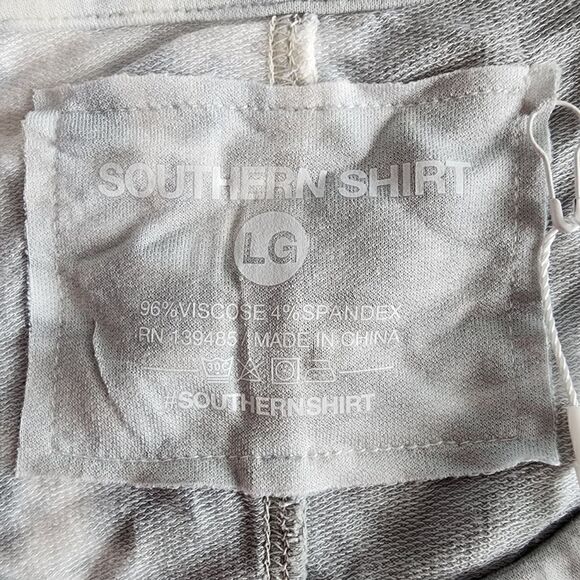 SOUTHERN SHIRT
LG
96%VISCOSE 4%SPANDEX
RN 139485 / MADE IN CHINA
#SOUTHERNSHIRT